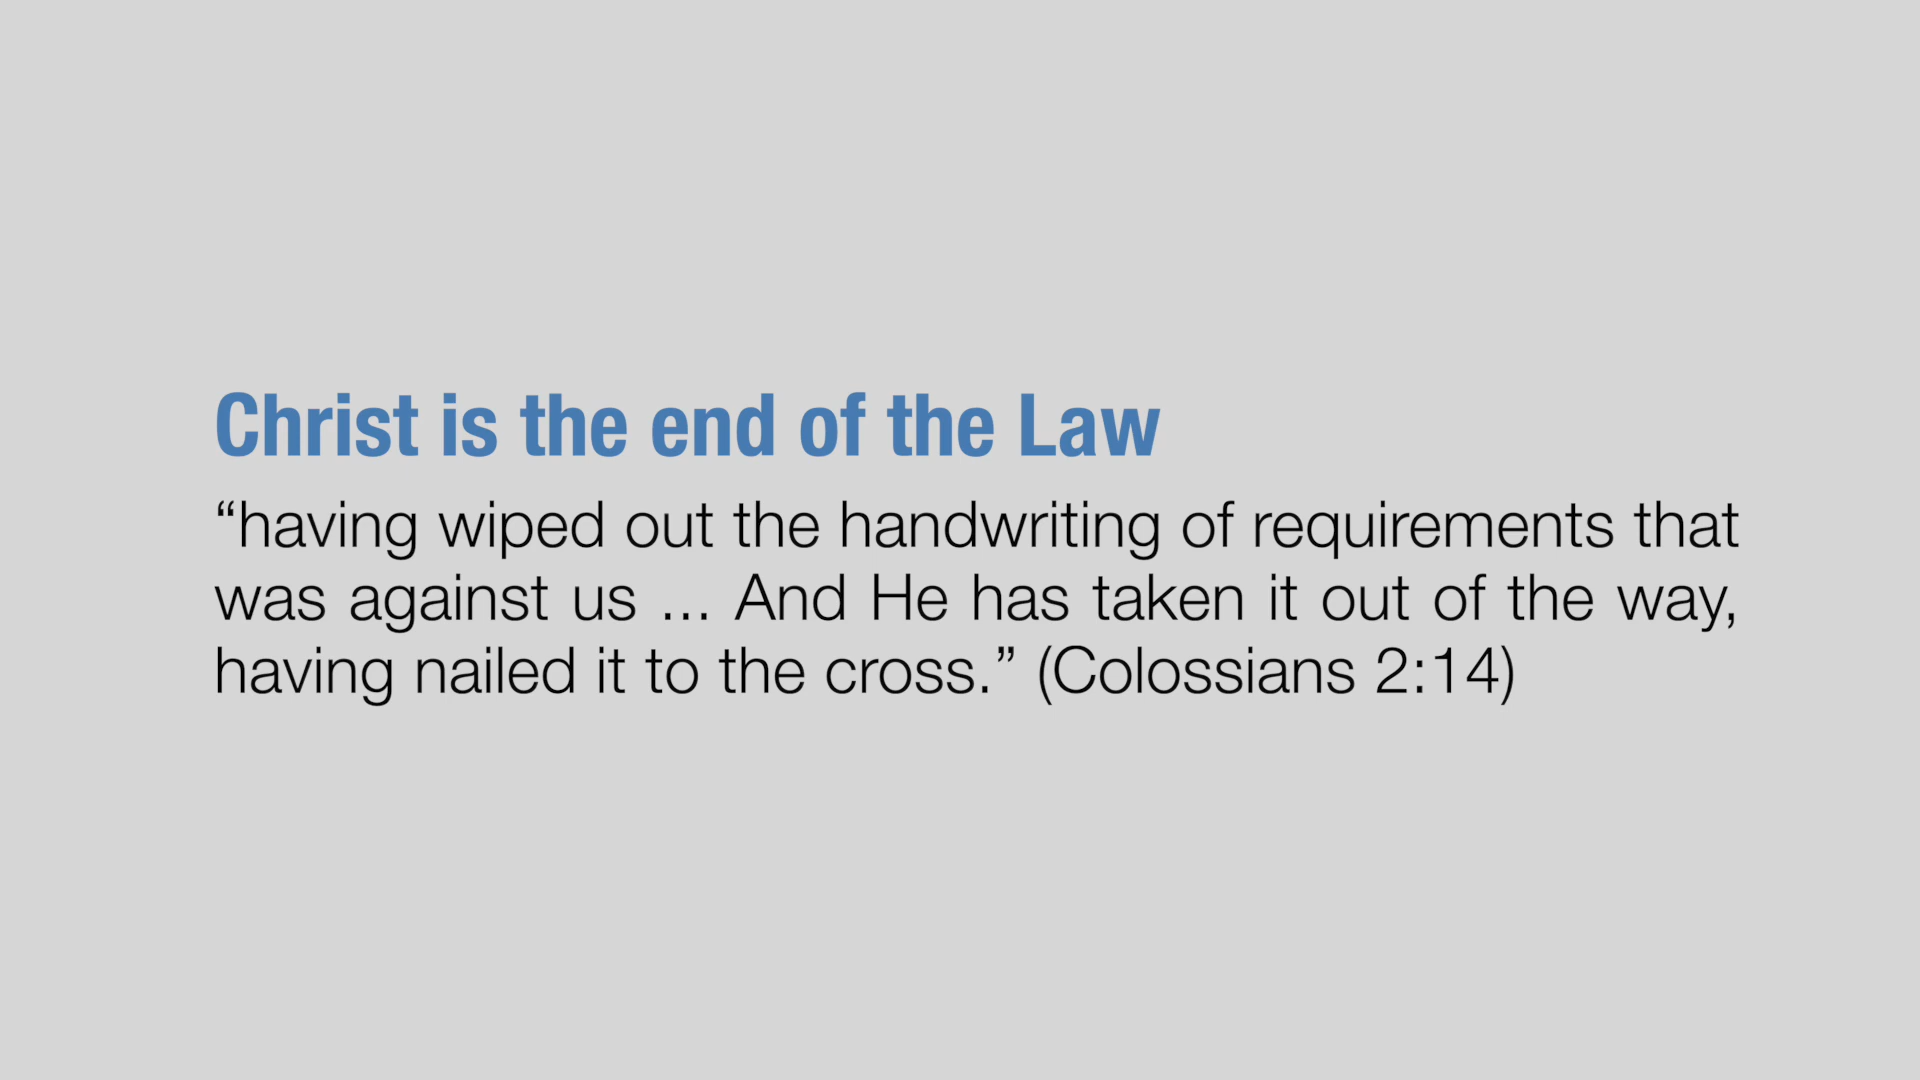 Christ is the end of the Law
“having wiped out the handwriting of requirements that
was against us ... And He has taken it out of the way,
having nailed it to the cross.” (Colossians 2:14)